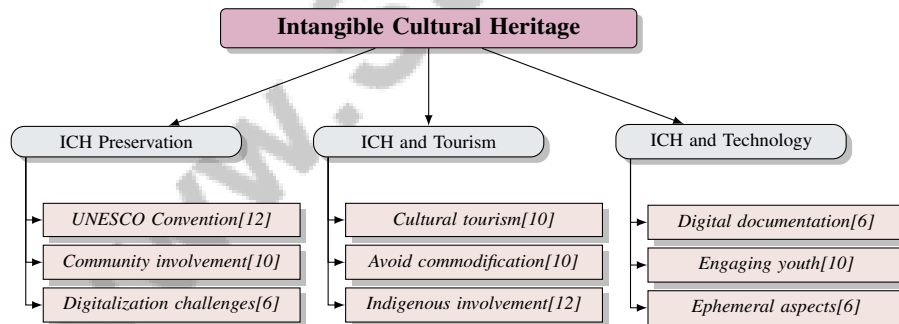 Intangible Cultural Heritage
ICH Preservation
UNESCO Convention[12]
Community involvement[10]
Digitalization challenges[6]
ICH and Tourism
Cultural tourism[10]
Avoid commodification[10]
Indigenous involvement[12]
ICH and Technology
Digital documentation[6]
Engaging youth[10]
Ephemeral aspects[6]